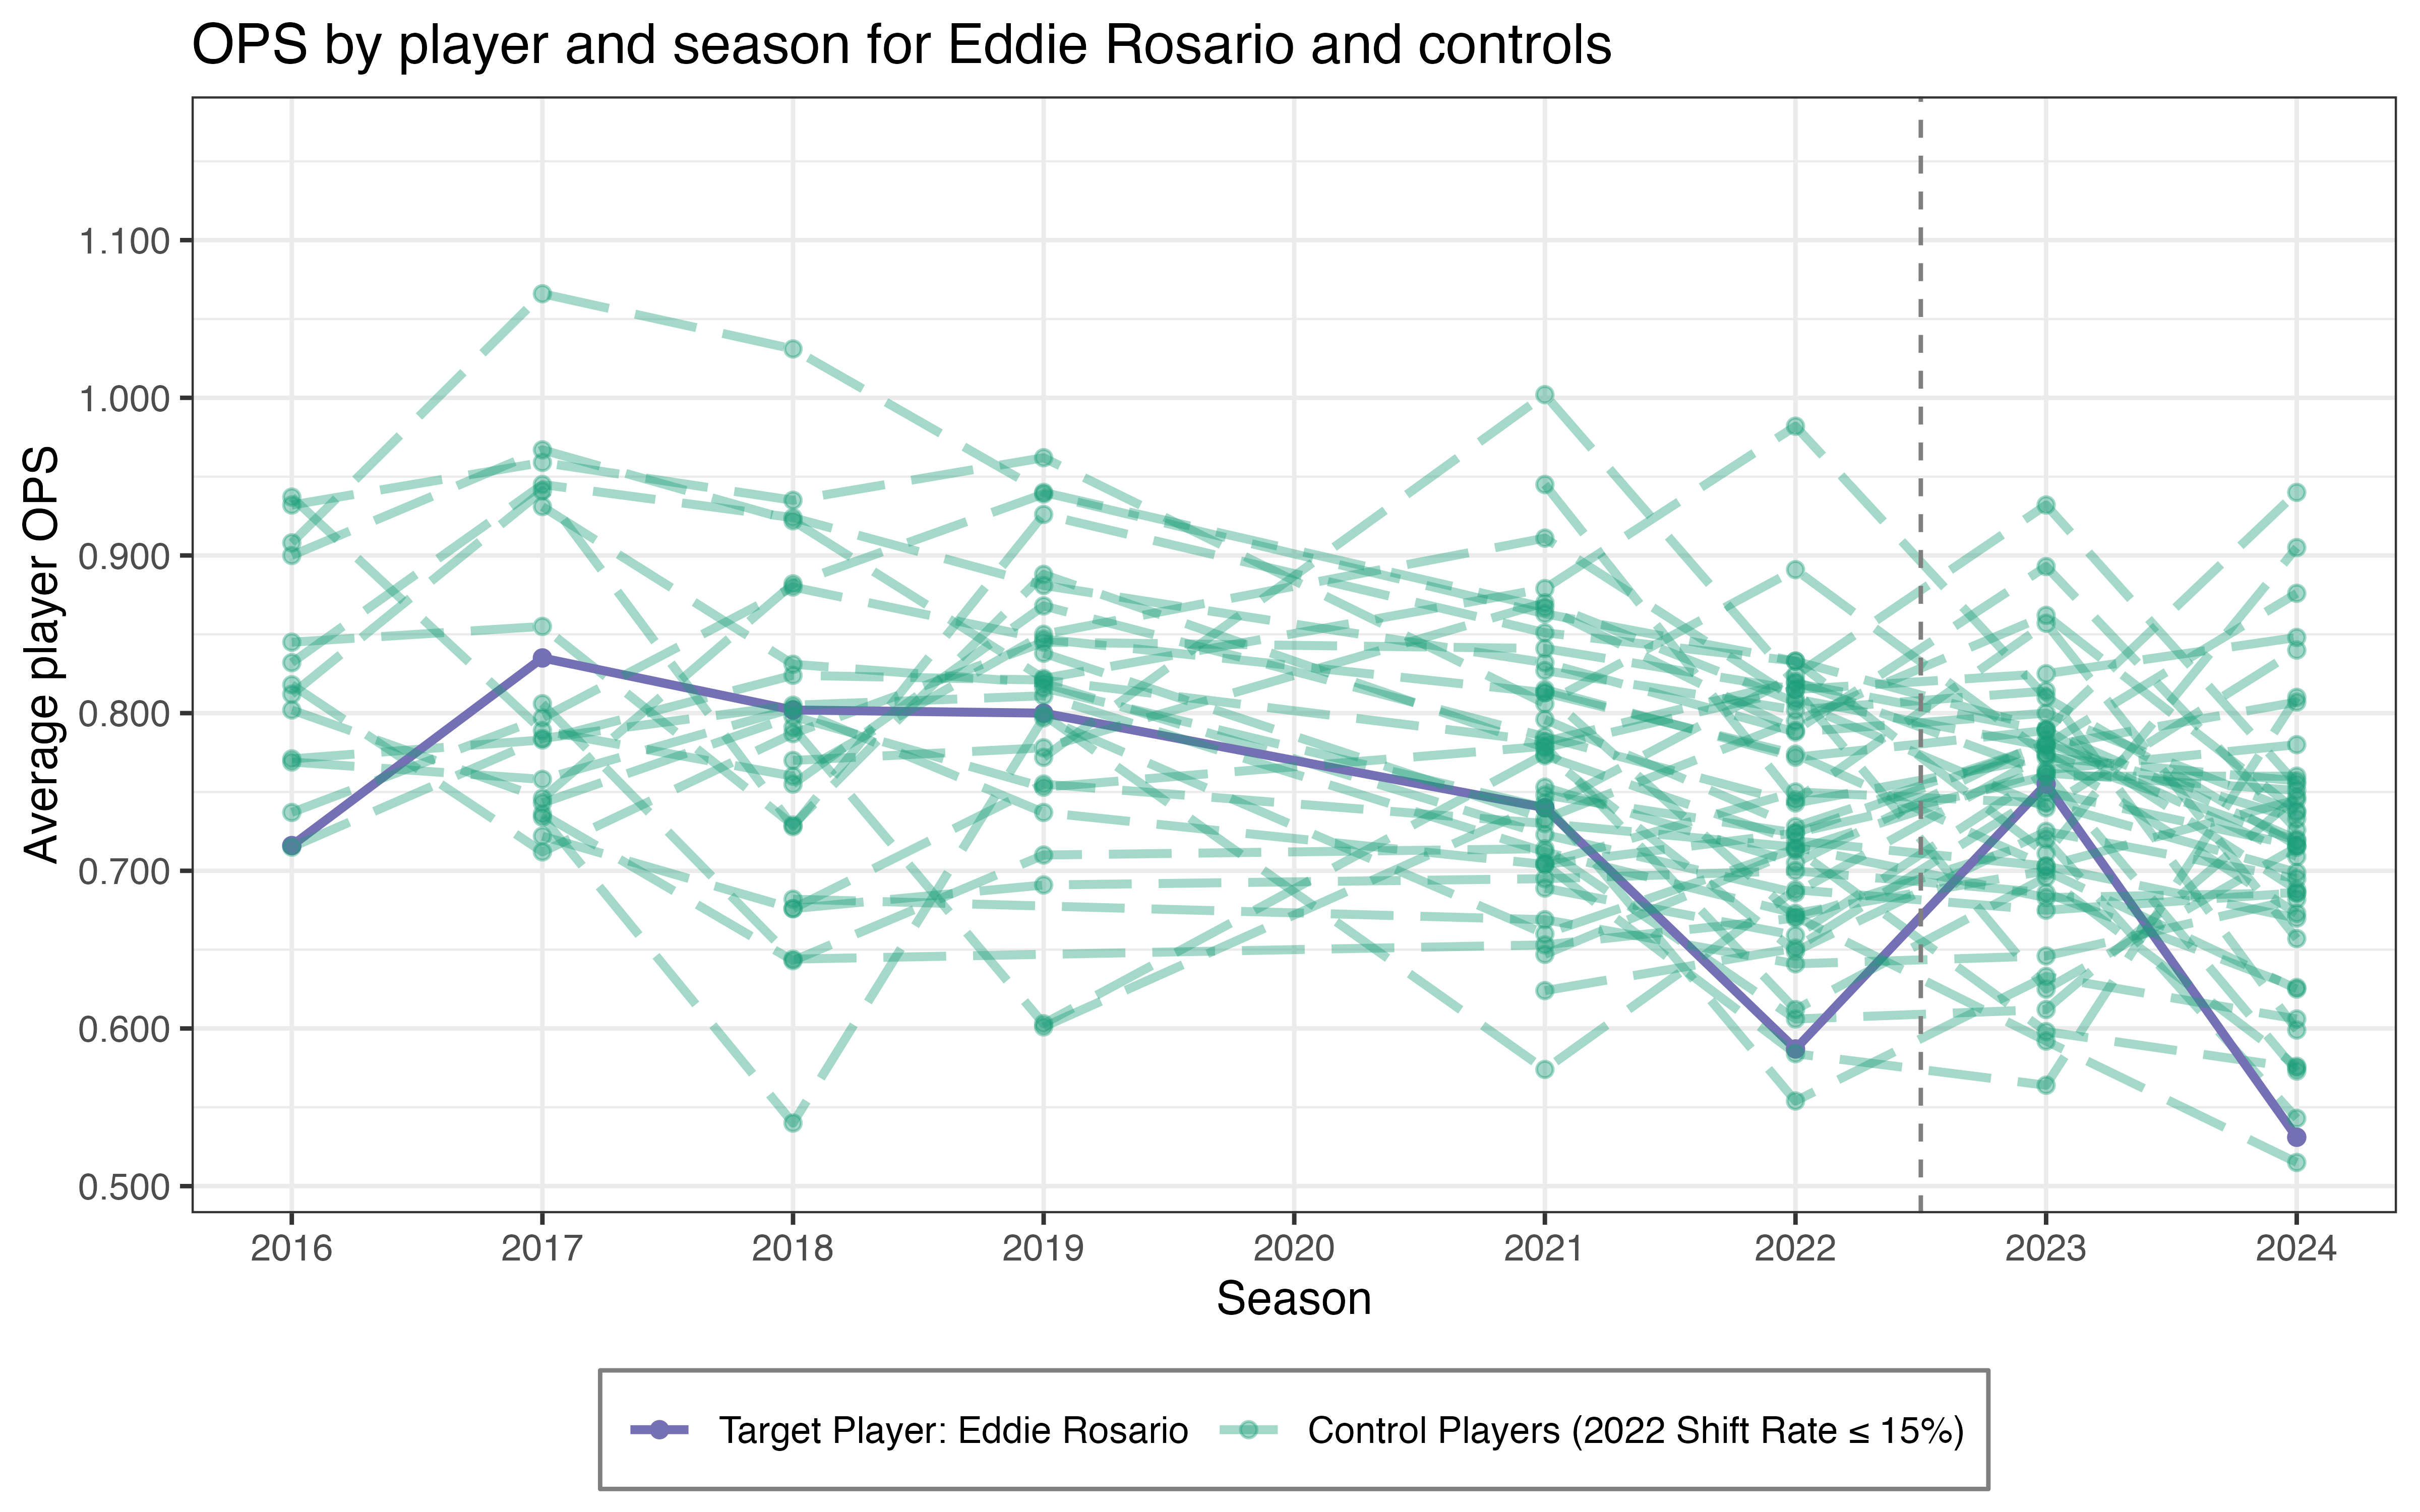 OPS by player and season for Eddie Rosario and controls
Average player OPS
1.100
1.000
0.900
0.800
0.700
0.600
0.500
2016 2017 2018 2019 2020 2021 2022 2023 2024
Season
Target Player: Eddie Rosario Control Players (2022 Shift Rate ≤ 15%)